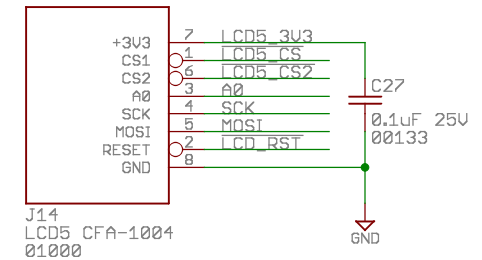 +3V3 7 LCD5_3V3
CS1 1 LCD5_CS
CS2 6 LCD5_CS2
A0 3 A0
SCK 4 SCK
MOSI 5 MOSI
RESET 2 LCD_RST
GND 8
C27
0.1uF 25V
00133
GND
J14
LCD5 CFA-1004
01000